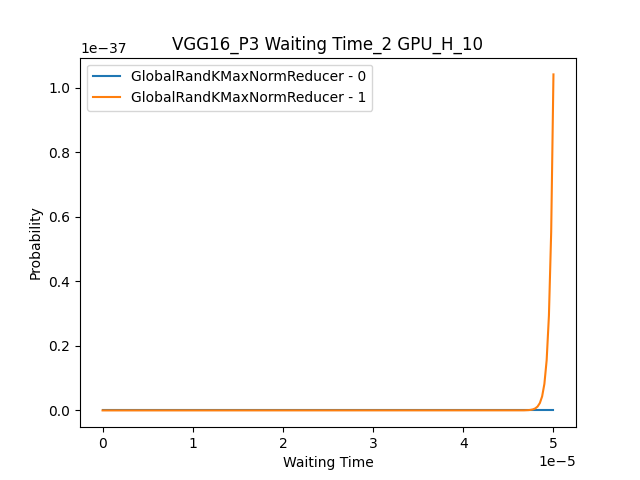 VGG16_P3 Waiting Time_2 GPU_H_10
1e−37
GlobalRandKMaxNormReducer - 0
GlobalRandKMaxNormReducer - 1
1.0
0.8
0.6
0.4
0.2
0.0
Probability
0 1 2 3 4 5
1e−5
Waiting Time